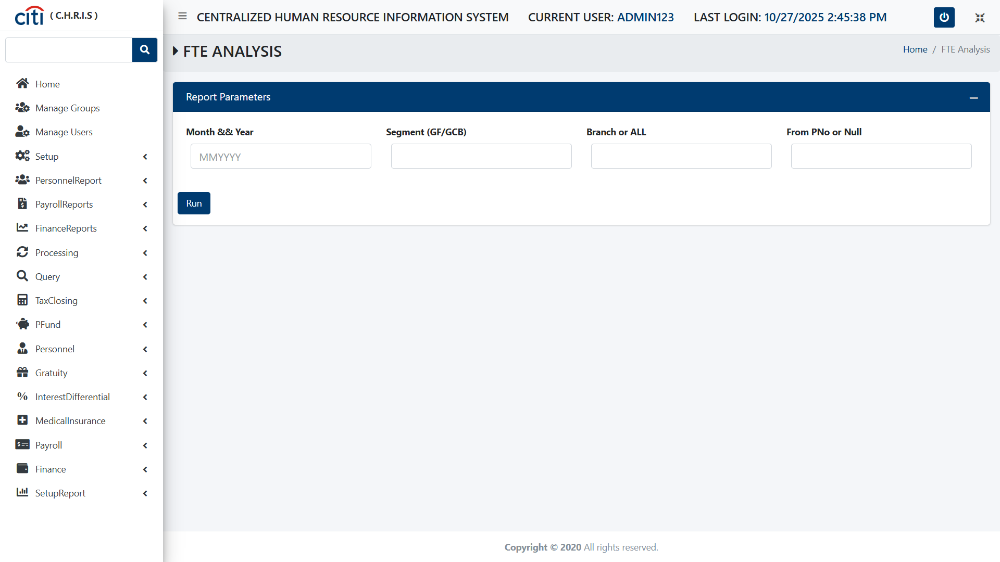 citi ( C.H.R.I.S )
CENTRALIZED HUMAN RESOURCE INFORMATION SYSTEM CURRENT USER: ADMIN123 LAST LOGIN: 10/27/2025 2:45:38 PM
FTE ANALYSIS
Home / FTE Analysis
Home
Manage Groups
Manage Users
Setup
PersonnelReport
PayrollReports
FinanceReports
Processing
Query
TaxClosing
PFund
Personnel
Gratuity
% InterestDifferential
MedicalInsurance
Payroll
Finance
SetupReport
Report Parameters
Month && Year
MMYYYY
Segment (GF/GCB)
Branch or ALL
From PNo or Null
Run
Copyright © 2020 All rights reserved.